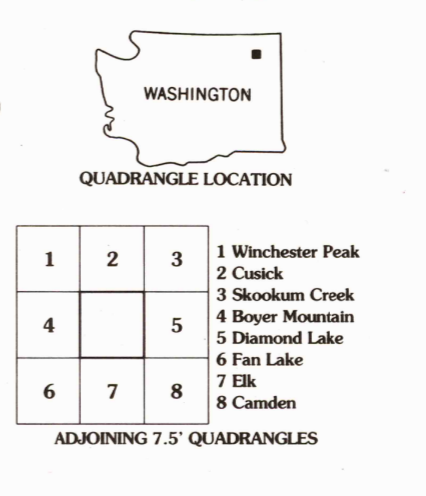 WASHINGTON
QUADRANGLE LOCATION
1 2 3
4 5
6 7 8
1 Winchester Peak
2 Cusick
3 Skookum Creek
4 Boyer Mountain
5 Diamond Lake
6 Fan Lake
7 Elk
8 Camden
ADJOINING 7.5' QUADRANGLES